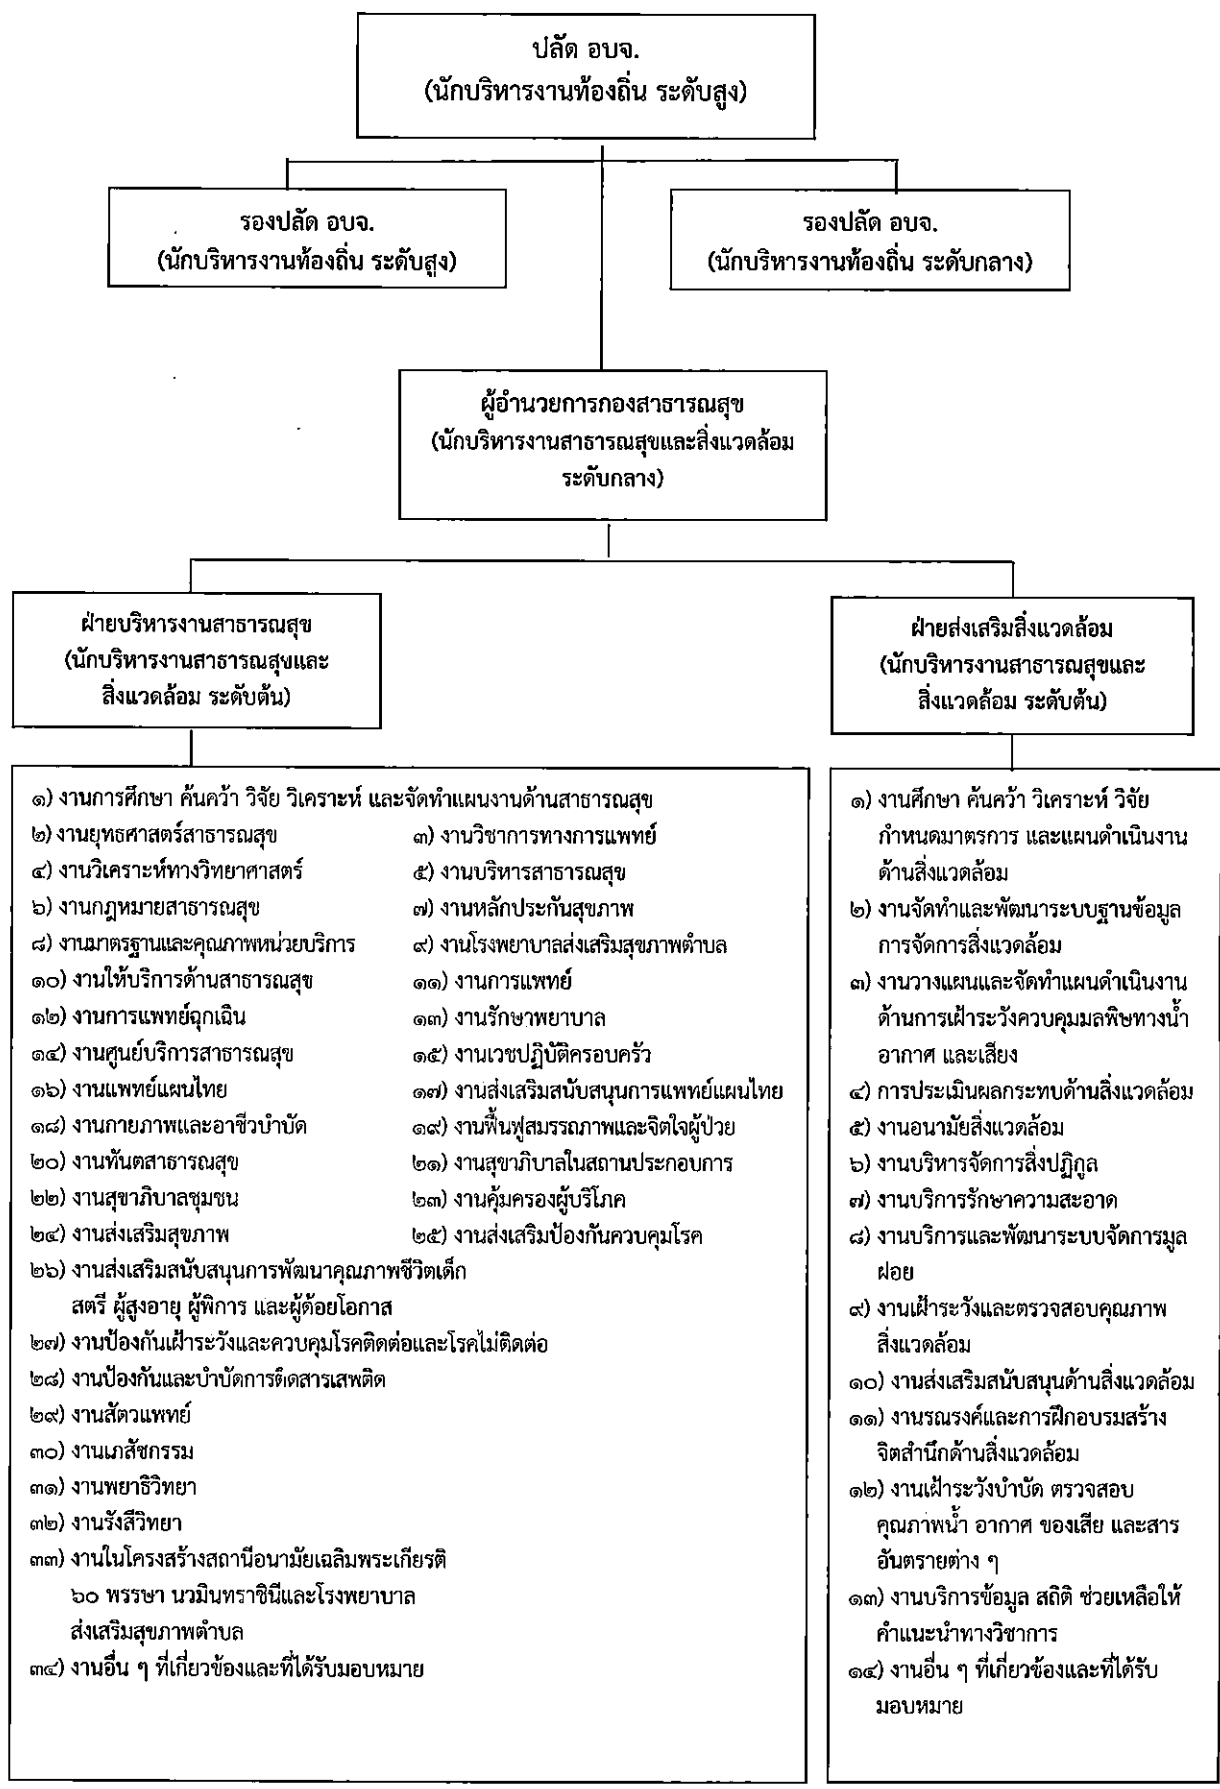 ปลัด อบจ.
(นักบริหารงานท้องถิ่น ระดับสูง)
รองปลัด อบจ.
(นักบริหารงานท้องถิ่น ระดับสูง)
รองปลัด อบจ.
(นักบริหารงานท้องถิ่น ระดับกลาง)
ผู้อำนวยการกองสาธารณสุข
(นักบริหารงานสาธารณสุขและสิ่งแวดล้อม
ระดับกลาง)
ฝ่ายบริหารงานสาธารณสุข
(นักบริหารงานสาธารณสุขและ
สิ่งแวดล้อม ระดับต้น)
ฝ่ายส่งเสริมสิ่งแวดล้อม
(นักบริหารงานสาธารณสุขและ
สิ่งแวดล้อม ระดับต้น)
๑) งานการศึกษา ค้นคว้า วิจัย วิเคราะห์ และจัดทำแผนงานด้านสาธารณสุข
๒) งานยุทธศาสตร์สาธารณสุข ๓) งานวิชาการทางการแพทย์
๔) งานวิเคราะห์ทางวิทยาศาสตร์ ๕) งานบริหารสาธารณสุข
๖) งานกฎหมายสาธารณสุข ๗) งานหลักประกันสุขภาพ
๘) งานมาตรฐานและคุณภาพหน่วยบริการ ๙) งานโรงพยาบาลส่งเสริมสุขภาพตำบล
๑๐) งานให้บริการด้านสาธารณสุข ๑๑) งานการแพทย์
๑๒) งานการแพทย์ฉุกเฉิน ๑๓) งานรักษาพยาบาล
๑๔) งานศูนย์บริการสาธารณสุข ๑๕) งานเวชปฏิบัติครอบครัว
๑๖) งานแพทย์แผนไทย ๑๗) งานส่งเสริมสนับสนุนการแพทย์แผนไทย
๑๘) งานกายภาพและอาชีวบำบัด ๑๙) งานฟื้นฟูสมรรถภาพและจิตใจผู้ป่วย
๒๐) งานทันตสาธารณสุข ๒๑) งานสุขาภิบาลในสถานประกอบการ
๒๒) งานสุขาภิบาลชุมชน ๒๓) งานคุ้มครองผู้บริโภค
๒๔) งานส่งเสริมสุขภาพ ๒๕) งานส่งเสริมป้องกันควบคุมโรค
๒๖) งานส่งเสริมสนับสนุนการพัฒนาคุณภาพชีวิตเด็ก
สตรี ผู้สูงอายุ ผู้พิการ และผู้ด้อยโอกาส
๒๗) งานป้องกันเฝ้าระวังและควบคุมโรคติดต่อและโรคไม่ติดต่อ
๒๘) งานป้องกันและบำบัดการติดสารเสพติด
๒๙) งานสัตวแพทย์
๓๐) งานเภสัชกรรม
๓๑) งานพยาธิวิทยา
๓๒) งานรังสีวิทยา
๓๓) งานในโครงสร้างสถานีอนามัยเฉลิมพระเกียรติ
๖๐ พรรษา นวมินทราชินีและโรงพยาบาล
ส่งเสริมสุขภาพตำบล
๓๔) งานอื่น ๆ ที่เกี่ยวข้องและที่ได้รับมอบหมาย
๑) งานศึกษา ค้นคว้า วิเคราะห์ วิจัย
กำหนดมาตรการ และแผนดำเนินงาน
ด้านสิ่งแวดล้อม
๒) งานจัดทำและพัฒนาระบบฐานข้อมูล
การจัดการสิ่งแวดล้อม
๓) งานวางแผนและจัดทำแผนดำเนินงาน
ด้านการเฝ้าระวังควบคุมมลพิษทางน้ำ
อากาศ และเสียง
๔) การประเมินผลกระทบด้านสิ่งแวดล้อม
๕) งานอนามัยสิ่งแวดล้อม
๖) งานบริหารจัดการสิ่งปฏิกูล
๗) งานบริการรักษาความสะอาด
๘) งานบริการและพัฒนาระบบจัดการมูล
ฝอย
๙) งานเฝ้าระวังและตรวจสอบคุณภาพ
สิ่งแวดล้อม
๑๐) งานส่งเสริมสนับสนุนด้านสิ่งแวดล้อม
๑๑) งานรณรงค์และการฝึกอบรมสร้าง
จิตสำนึกด้านสิ่งแวดล้อม
๑๒) งานเฝ้าระวังบำบัด ตรวจสอบ
คุณภาพน้ำ อากาศ ของเสีย และสาร
อันตรายต่าง ๆ
๑๓) งานบริการข้อมูล สถิติ ช่วยเหลือให้
คำแนะนำทางวิชาการ
๑๔) งานอื่น ๆ ที่เกี่ยวข้องและที่ได้รับ
มอบหมาย